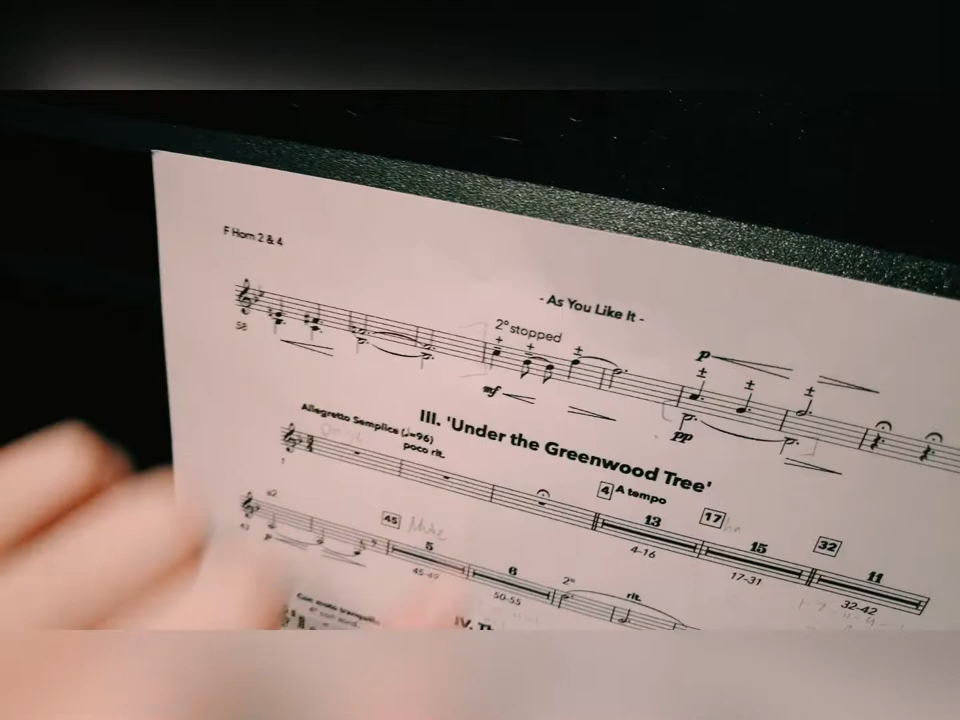 F Horn 2 & 4
- As You Like It -
2° stopped
58
mf
p
pp
III. 'Under the Greenwood Tree'
Allegretto Semplice (♩=96)
poco rit.
1
4 A tempo
13
4-16
17
15
17-31
32
11
32-42
a2
43
p
45
5
45-49
6
50-55
2°
rit.